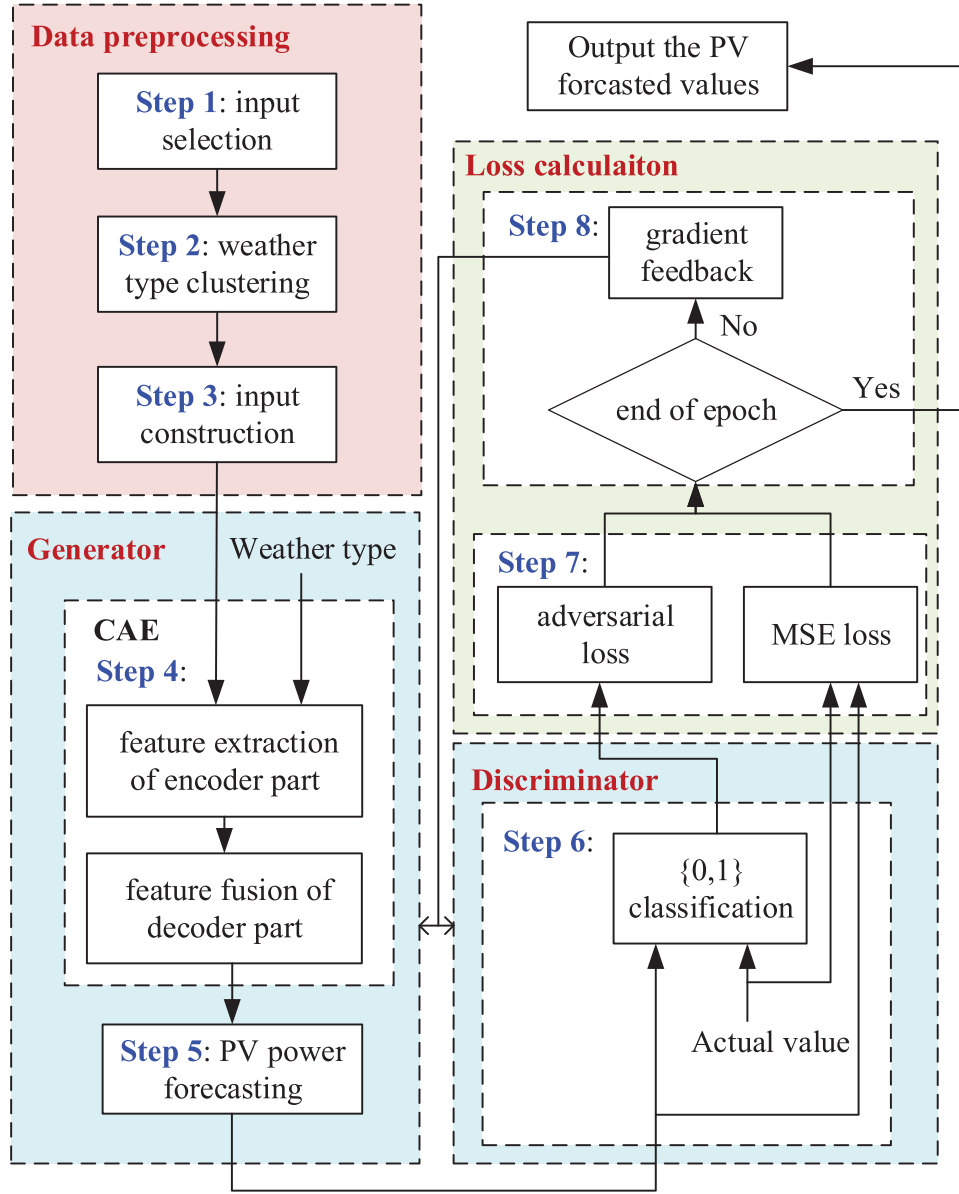 Data preprocessing
Step 1: input
selection
Step 2: weather
type clustering
Step 3: input
construction
Generator
Weather type
CAE
Step 4:
feature extraction
of encoder part
feature fusion of
decoder part
Step 5: PV power
forecasting
Output the PV
forcasted values
Loss calculaiton
Step 8:
gradient
feedback
No
end of epoch
Yes
Step 7:
adversarial
loss
MSE loss
Discriminator
Step 6:
{0,1}
classification
Actual value